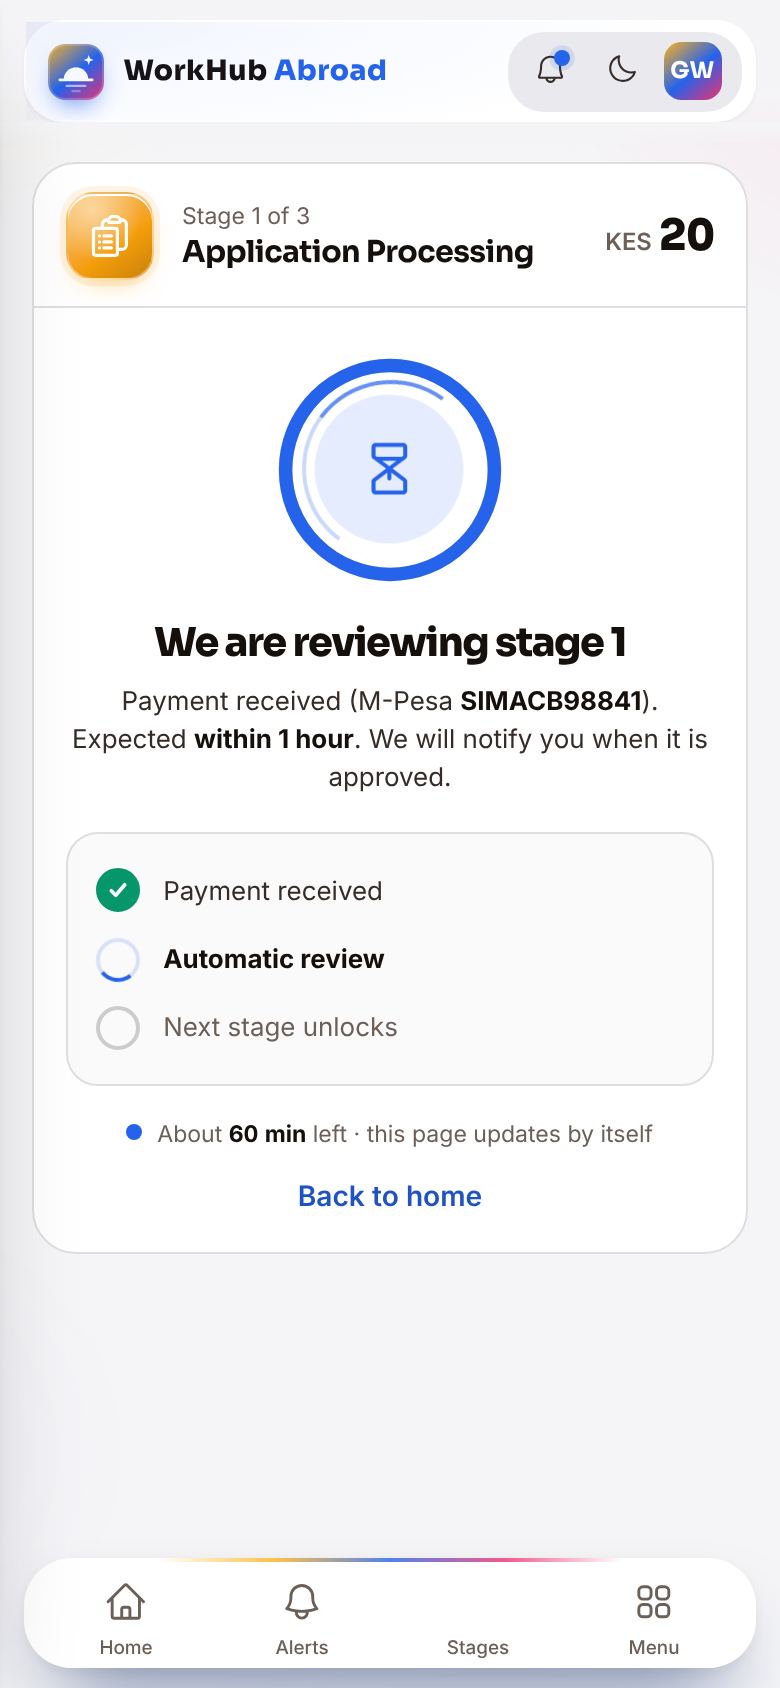 WorkHub Abroad
GW
Stage 1 of 3
Application Processing
KES 20
We are reviewing stage 1
Payment received (M-Pesa SIMACB98841).
Expected within 1 hour. We will notify you when it is
approved.
Payment received
Automatic review
Next stage unlocks
About 60 min left · this page updates by itself
Back to home
Home
Alerts
Stages
Menu